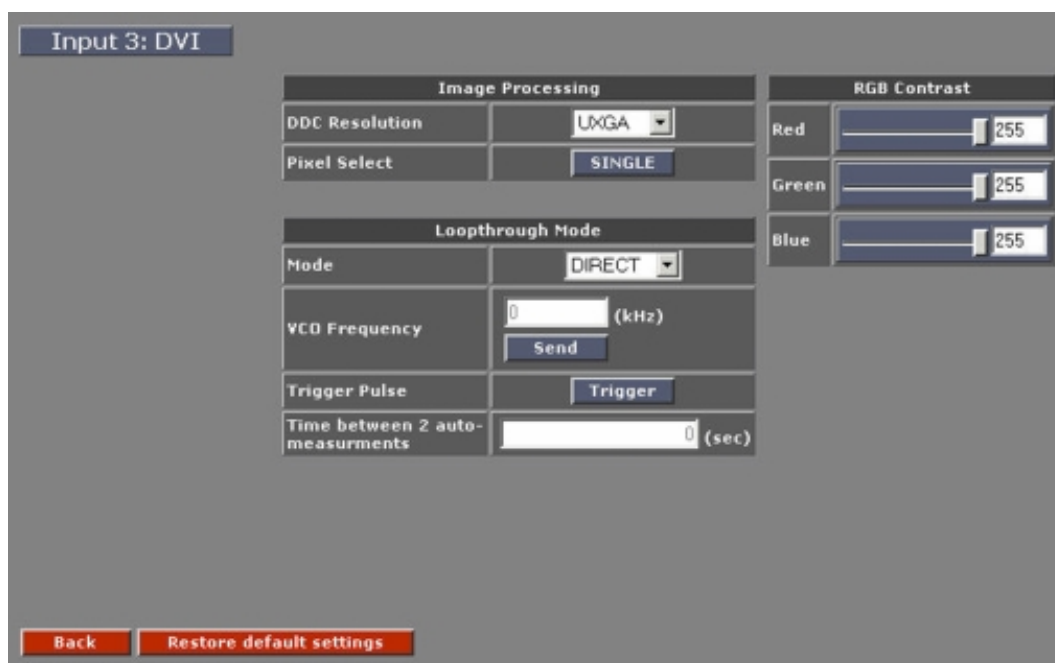 Input 3: DVI
Image Processing
DDC Resolution UXGA
Pixel Select SINGLE
Loopthrough Mode
Mode DIRECT
VCO Frequency 0 (kHz)
Send
Trigger Pulse Trigger
Time between 2 auto-
measurments 0 (sec)
RGB Contrast
Red 255
Green 255
Blue 255
Back Restore default settings